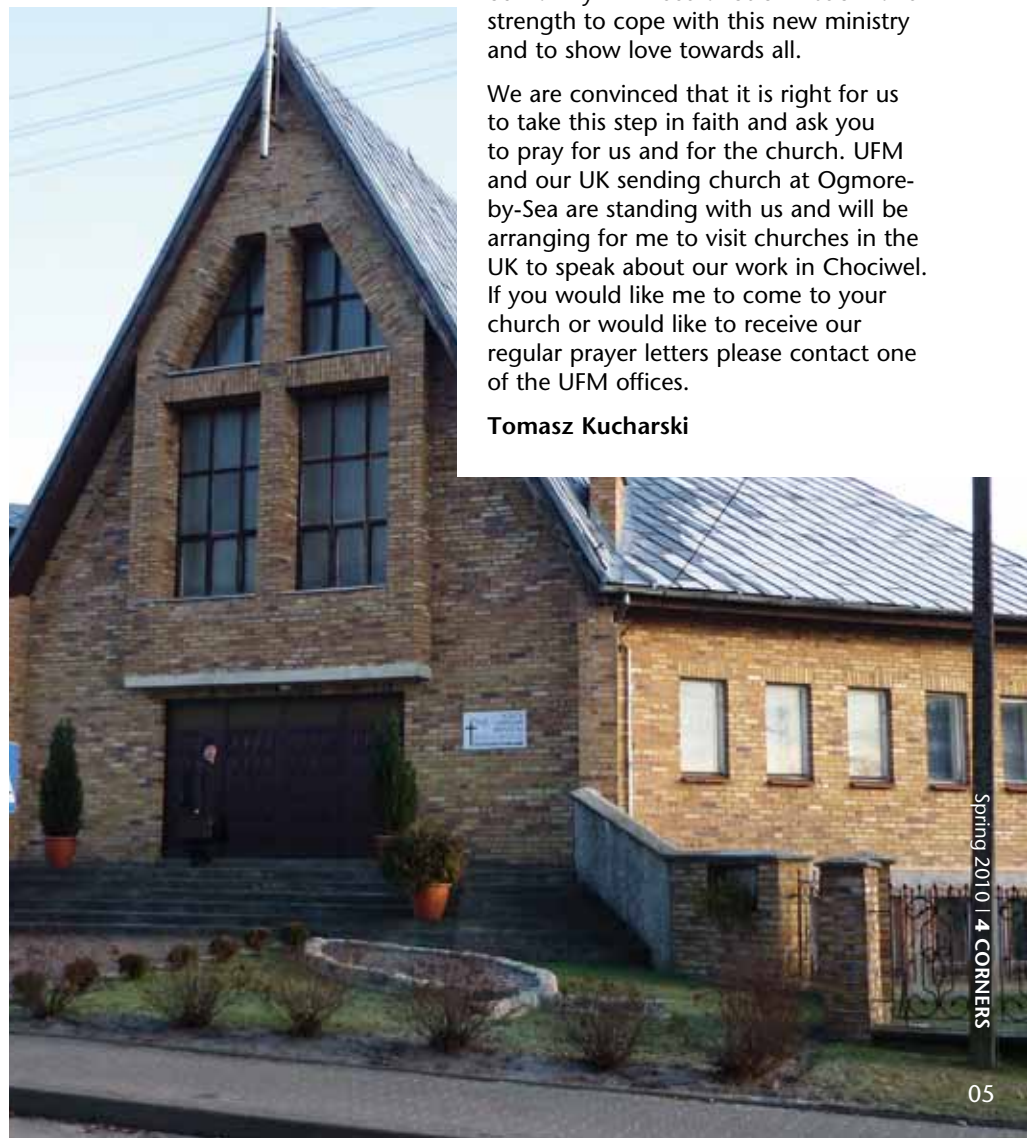 strength to cope with this new ministry
and to show love towards all.
We are convinced that it is right for us
to take this step in faith and ask you
to pray for us and for the church. UFM
and our UK sending church at Ogmore-
by-Sea are standing with us and will be
arranging for me to visit churches in the
UK to speak about our work in Chociwel.
If you would like me to come to your
church or would like to receive our
regular prayer letters please contact one
of the UFM offices.
Tomasz Kucharski
Spring 2010 | 4 CORNERS
05